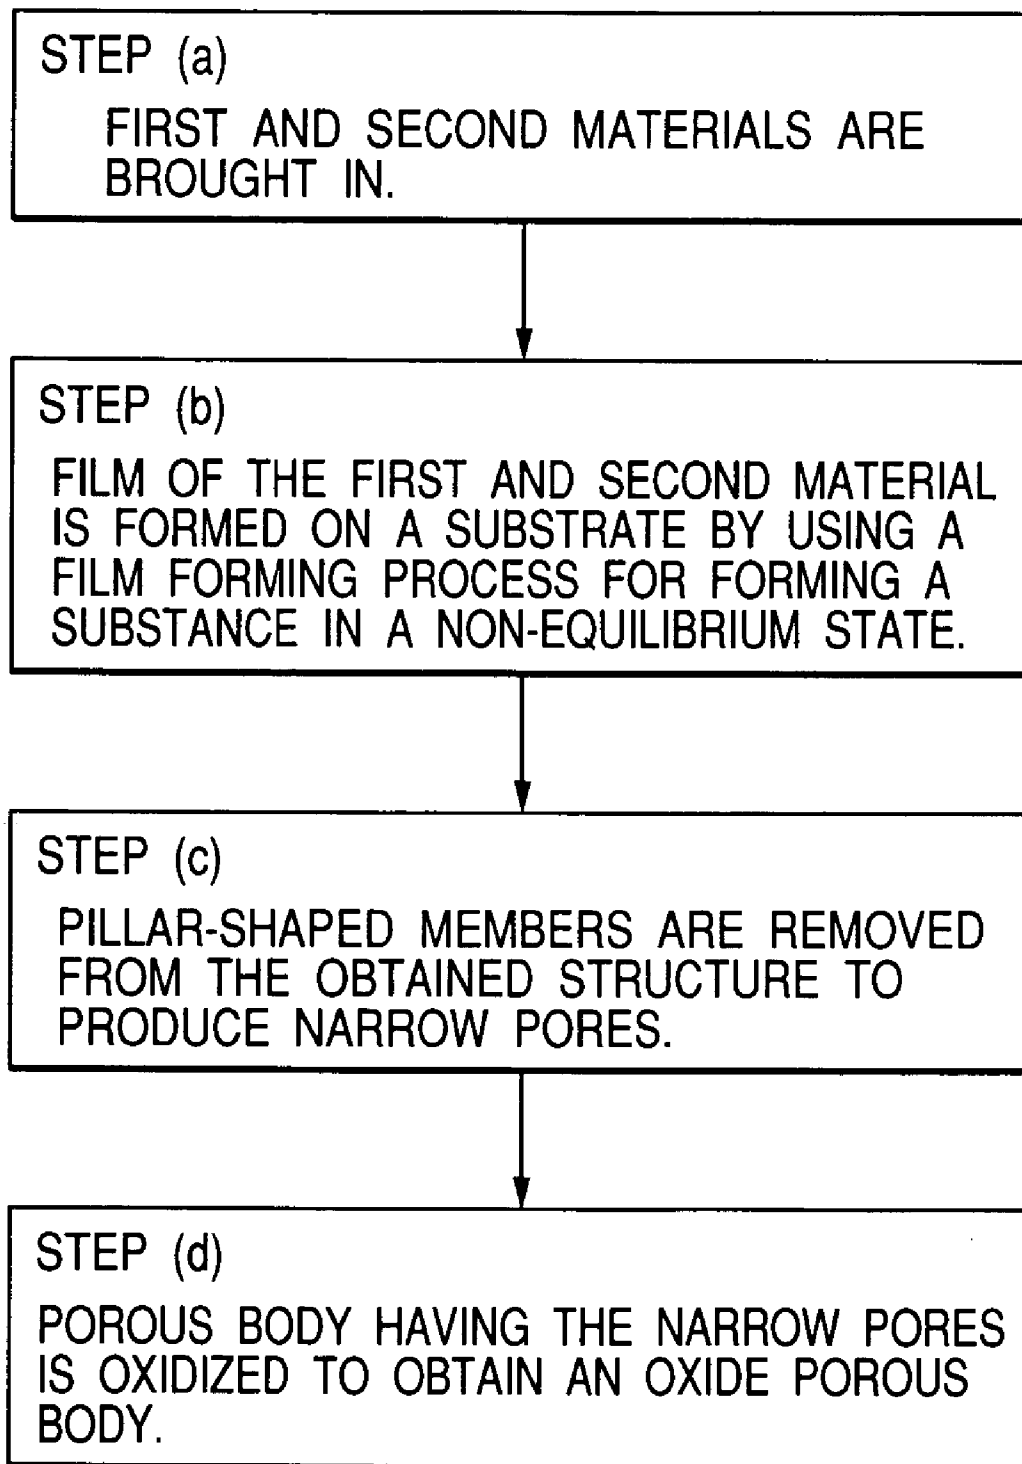 STEP (a)
FIRST AND SECOND MATERIALS ARE
BROUGHT IN.
STEP (b)
FILM OF THE FIRST AND SECOND MATERIAL
IS FORMED ON A SUBSTRATE BY USING A
FILM FORMING PROCESS FOR FORMING A
SUBSTANCE IN A NON-EQUILIBRIUM STATE.
STEP (c)
PILLAR-SHAPED MEMBERS ARE REMOVED
FROM THE OBTAINED STRUCTURE TO
PRODUCE NARROW PORES.
STEP (d)
POROUS BODY HAVING THE NARROW PORES
IS OXIDIZED TO OBTAIN AN OXIDE POROUS
BODY.